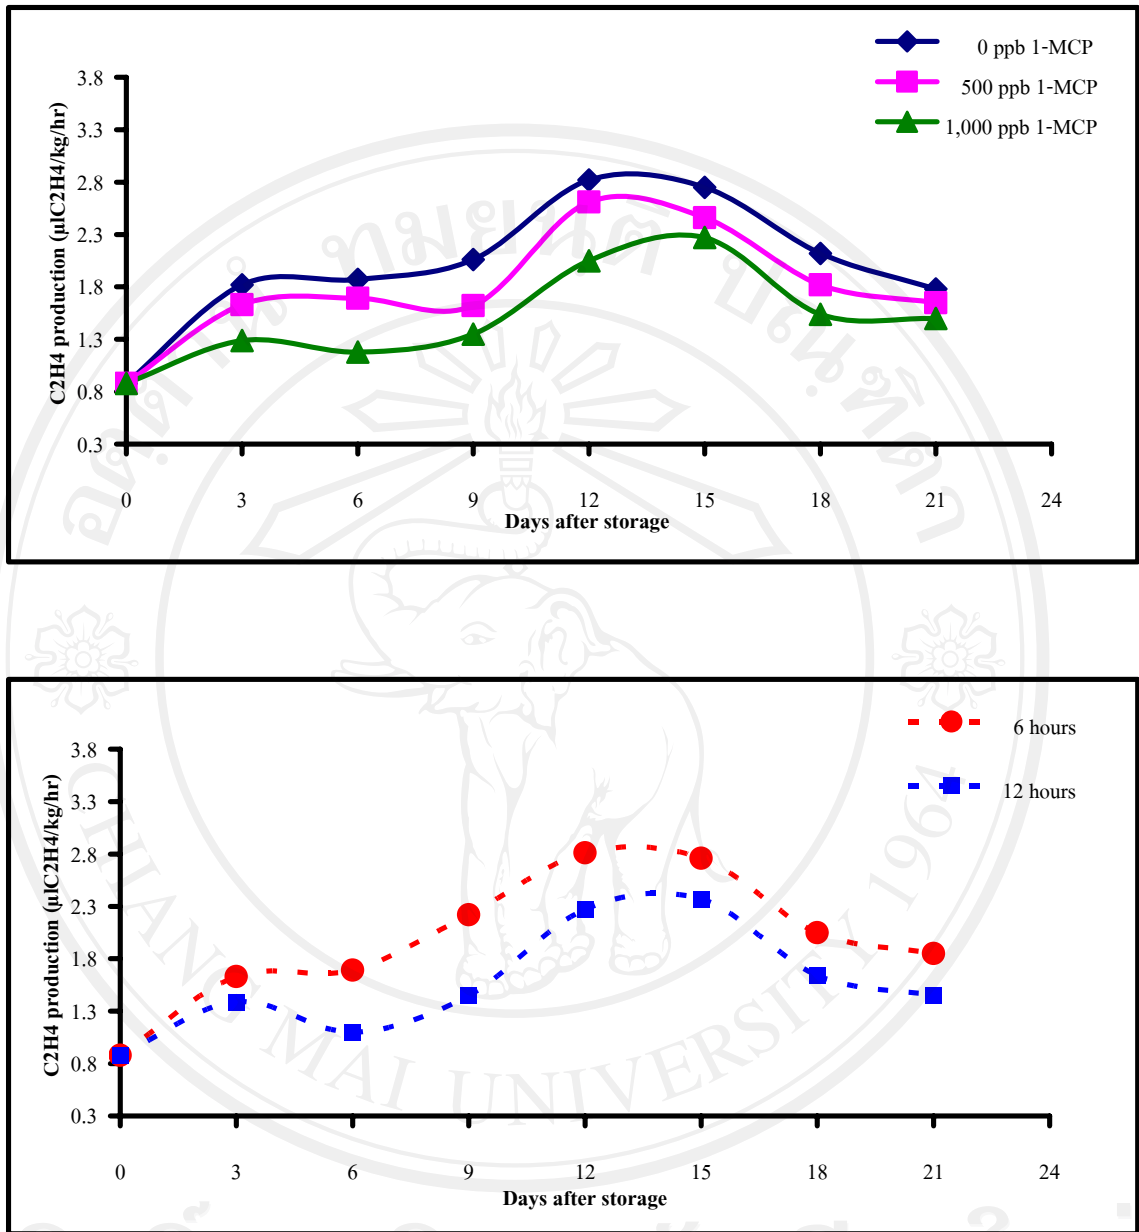 0 ppb 1-MCP
500 ppb 1-MCP
1,000 ppb 1-MCP
C2H4 production (µlC2H4/kg/hr)
3.8
3.3
2.8
2.3
1.8
1.3
0.8
0.3
0 3 6 9 12 15 18 21 24
Days after storage
6 hours
12 hours
C2H4 production (µlC2H4/kg/hr)
3.8
3.3
2.8
2.3
1.8
1.3
0.8
0.3
0 3 6 9 12 15 18 21 24
Days after storage
CHIANG MAI UNIVERSITY 1964